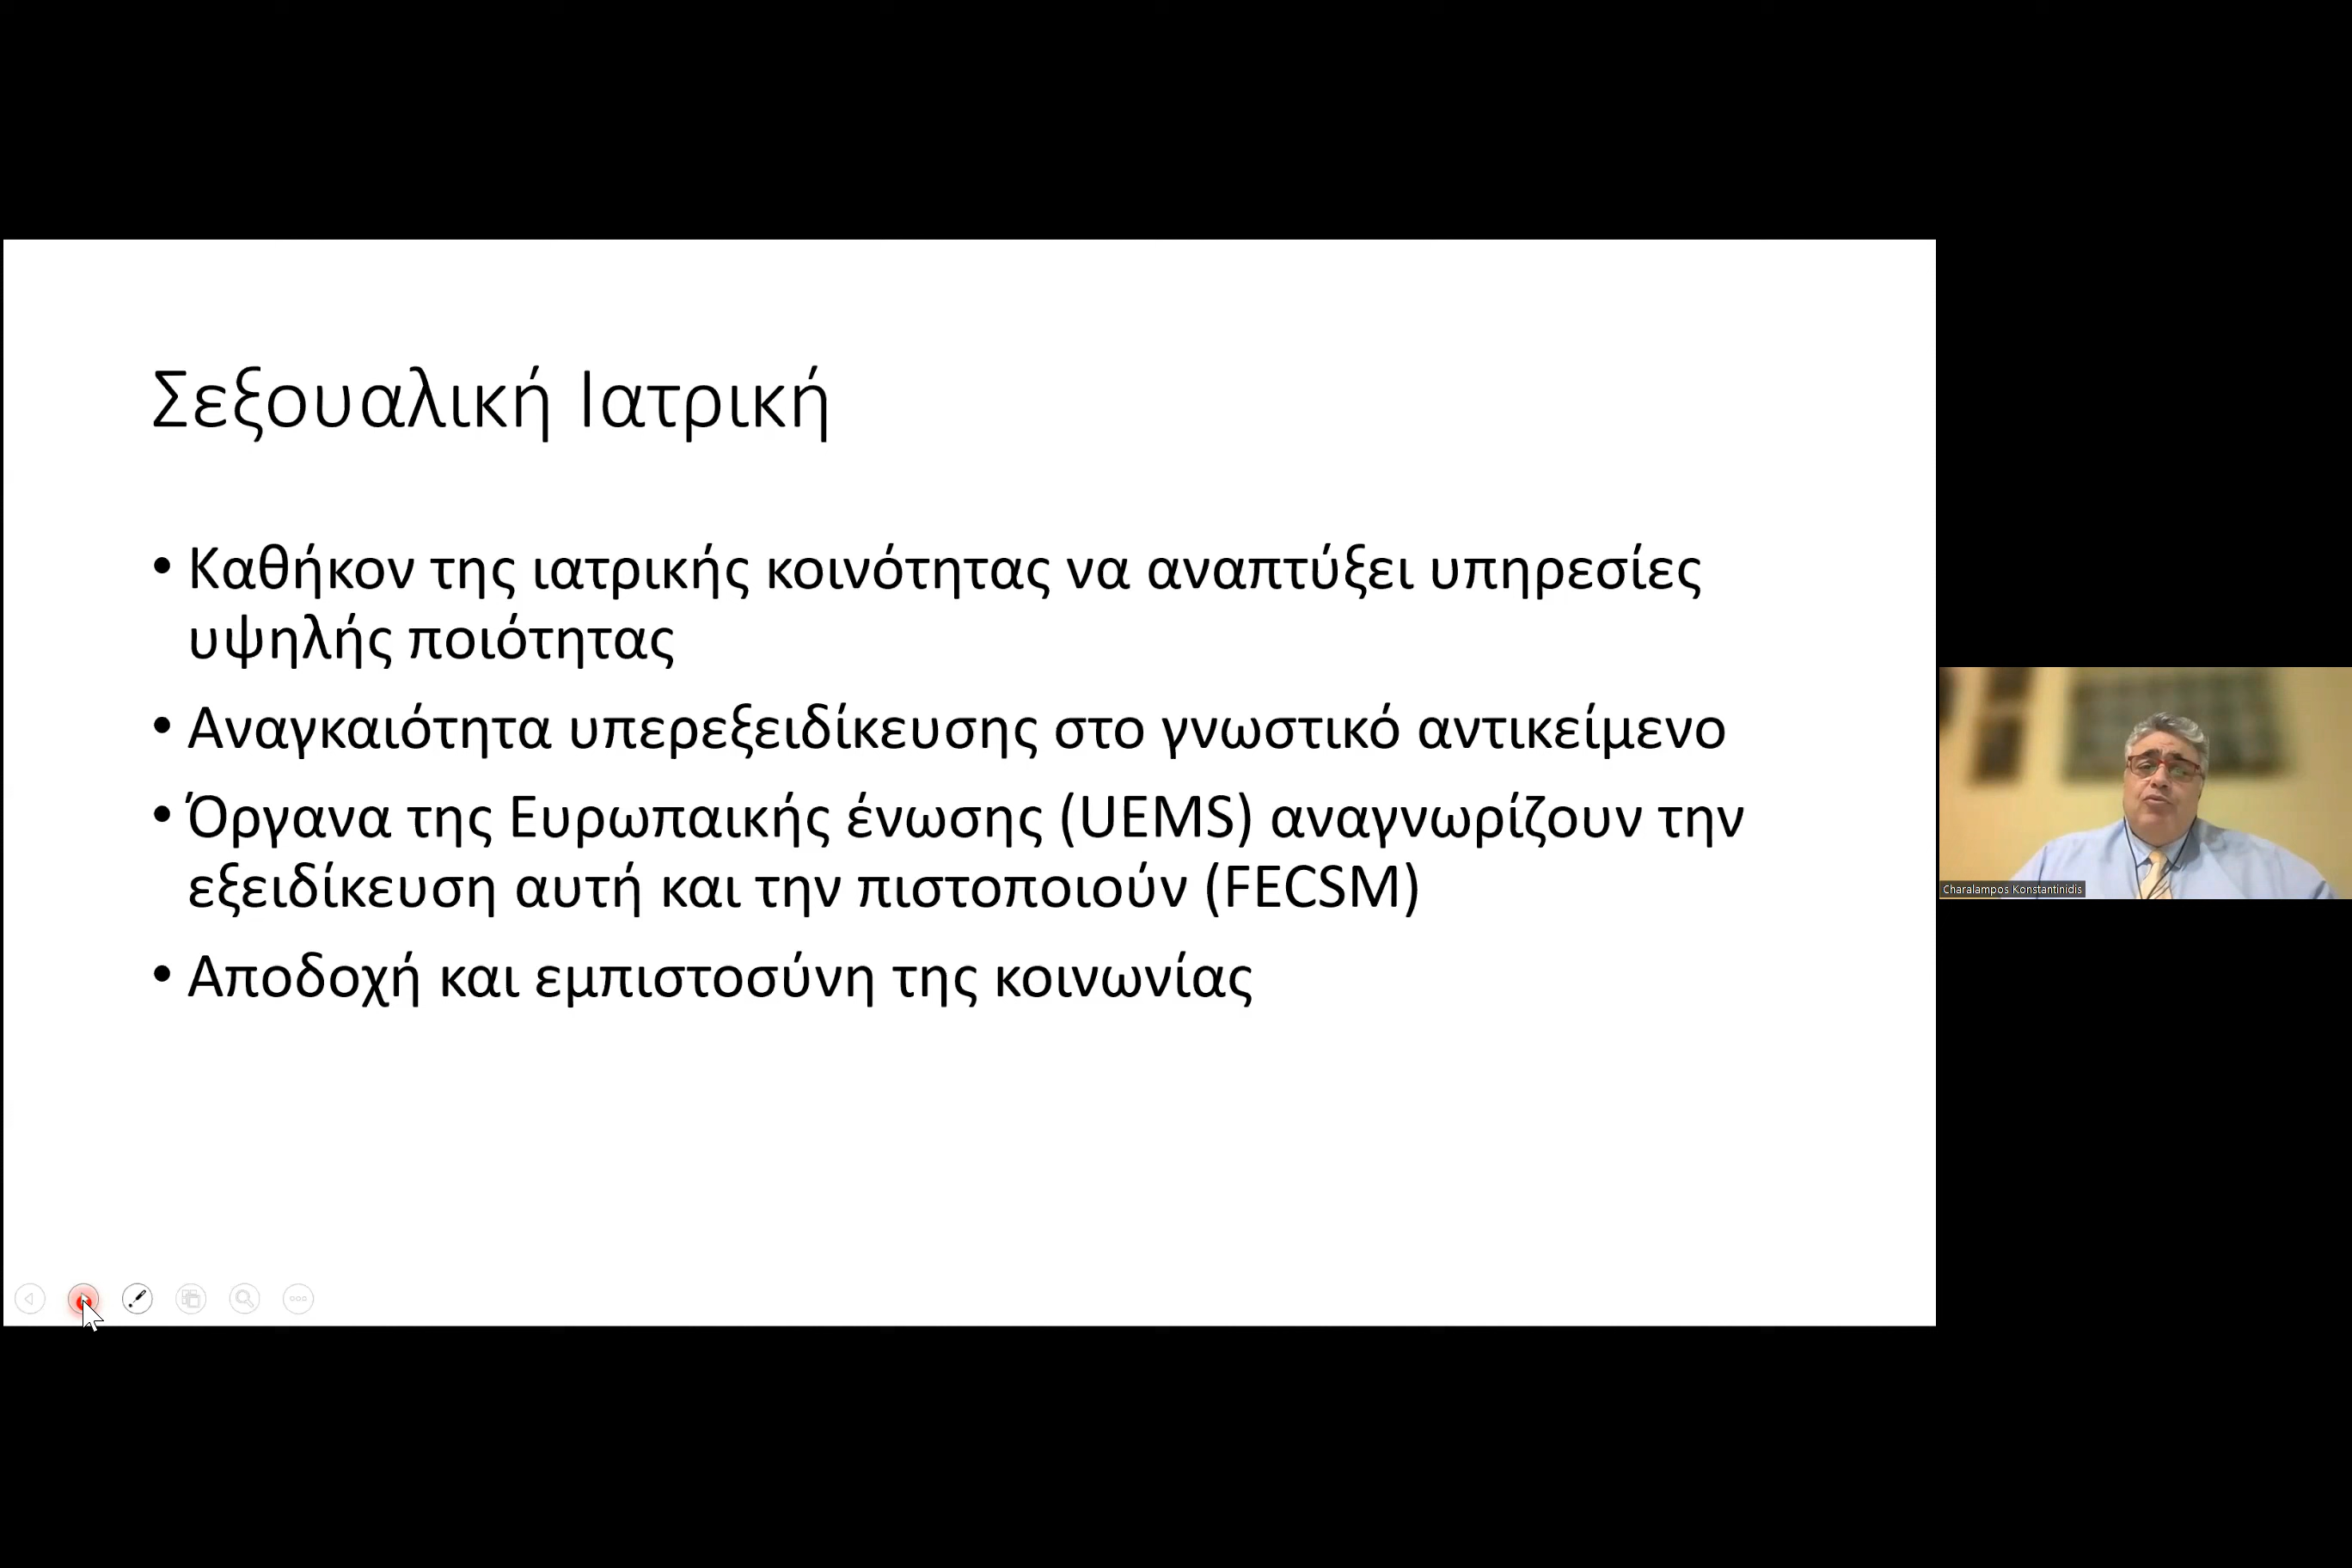 Σεξουαλική Ιατρική
• Καθήκον της ιατρικής κοινότητας να αναπτύξει υπηρεσίες
υψηλής ποιότητας
• Αναγκαιότητα υπερεξειδίκευσης στο γνωστικό αντικείμενο
• Όργανα της Ευρωπαικής ένωσης (UEMS) αναγνωρίζουν την
εξειδίκευση αυτή και την πιστοποιούν (FECSM)
• Αποδοχή και εμπιστοσύνη της κοινωνίας
Charalampos Konstantinidis